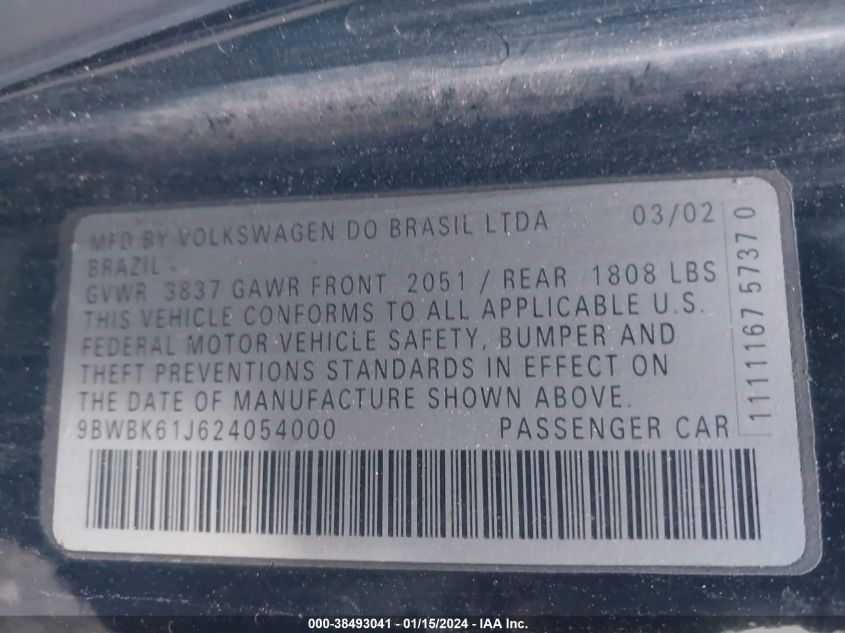 MFD BY VOLKSWAGEN DO BRASIL LTDA 03/02
BRAZIL
GVWR 3837 GAWR FRONT 2051 / REAR 1808 LBS
THIS VEHICLE CONFORMS TO ALL APPLICABLE U.S.
FEDERAL MOTOR VEHICLE SAFETY, BUMPER AND
THEFT PREVENTIONS STANDARDS IN EFFECT ON
THE DATE OF MANUFACTURE SHOWN ABOVE.
9BWBK61J624054000 PASSENGER CAR
1111167 57370
000-38493041 - 01/15/2024 - IAA Inc.